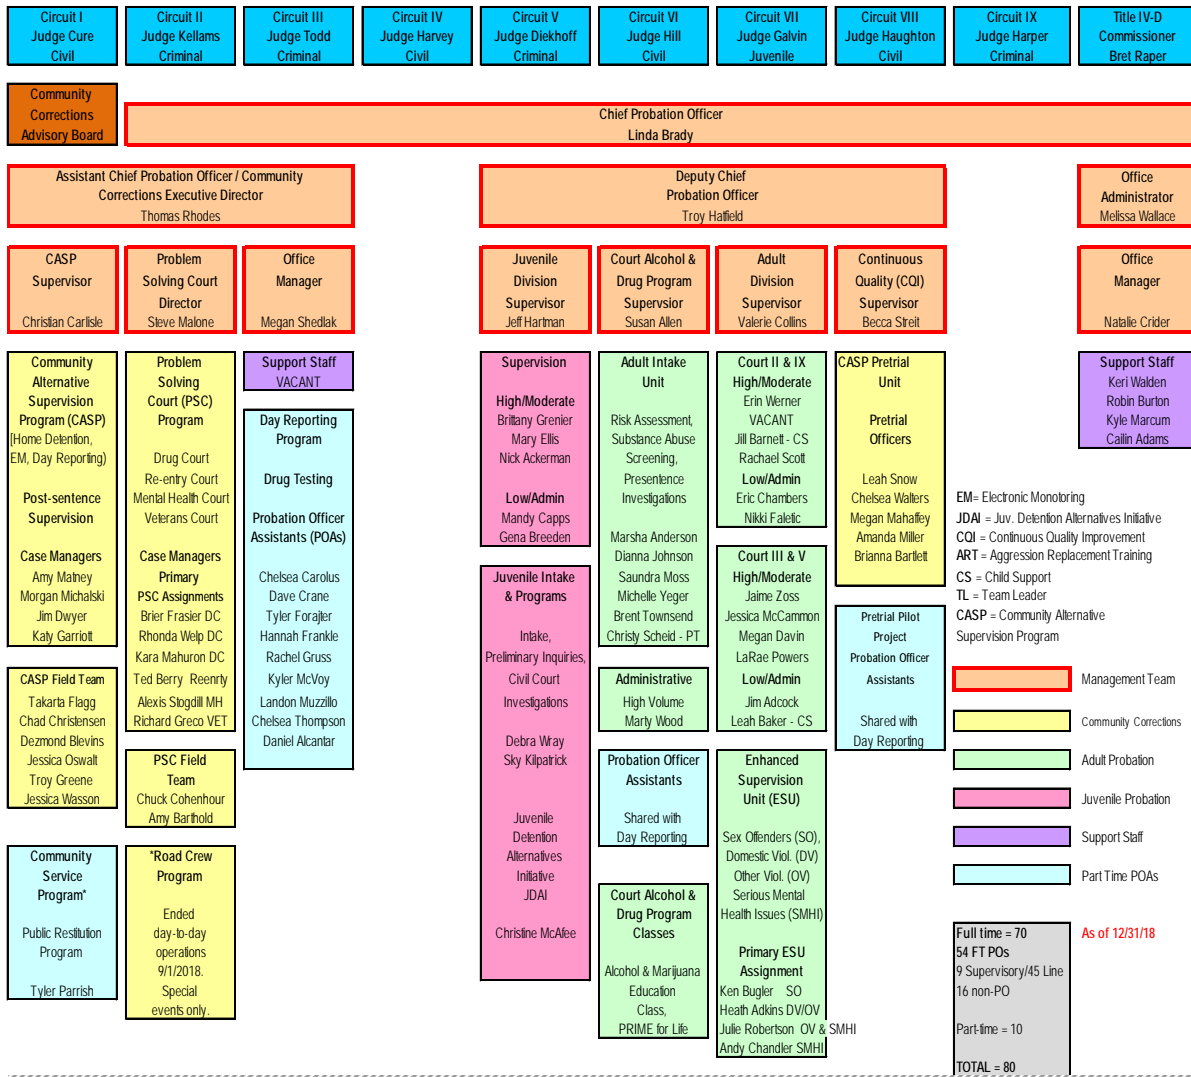 Circuit I
Judge Cure
Civil
Circuit II
Judge Kellams
Criminal
Circuit III
Judge Todd
Criminal
Circuit IV
Judge Harvey
Civil
Circuit V
Judge Diekhoff
Criminal
Circuit VI
Judge Hill
Civil
Circuit VII
Judge Galvin
Juvenile
Circuit VIII
Judge Haughton
Civil
Circuit IX
Judge Harper
Criminal
Title IV-D
Commissioner
Bret Raper
Community
Corrections
Advisory Board
Chief Probation Officer
Linda Brady
Assistant Chief Probation Officer / Community
Corrections Executive Director
Thomas Rhodes
Deputy Chief
Probation Officer
Troy Hatfield
Office
Administrator
Melissa Wallace
CASP
Supervisor
Christian Carlisle
Problem
Solving Court
Director
Steve Malone
Office
Manager
Megan Shedlak
Juvenile
Division
Supervisor
Jeff Hartman
Court Alcohol &
Drug Program
Supervsior
Susan Allen
Adult
Division
Supervisor
Valerie Collins
Continuous
Quality (CQI)
Supervisor
Becca Streit
Office
Manager
Natalie Crider
Community
Alternative
Supervision
Program (CASP)
[Home Detention,
EM, Day Reporting)
Post-sentence
Supervision
Case Managers
Amy Matney
Morgan Michalski
Jim Dwyer
Katy Garriott
CASP Field Team
Takarta Flagg
Chad Christensen
Dezmond Blevins
Jessica Oswalt
Troy Greene
Jessica Wasson
Community
Service
Program*
Public Restitution
Program
Tyler Parrish
Problem
Solving
Court (PSC)
Program
Drug Court
Re-entry Court
Mental Health Court
Veterans Court
Case Managers
Primary
PSC Assignments
Brier Frasier DC
Rhonda Welp DC
Kara Mahuron DC
Ted Berry Reenrty
Alexis Stogdill MH
Richard Greco VET
PSC Field
Team
Chuck Cohenhour
Amy Barthold
*Road Crew
Program
Ended
day-to-day
operations
9/1/2018.
Special
events only.
Support Staff
VACANT
Day Reporting
Program
Drug Testing
Probation Officer
Assistants (POAs)
Chelsea Carolus
Dave Crane
Tyler Forajter
Hannah Frankle
Rachel Gruss
Kyler McVoy
Landon Muzzillo
Chelsea Thompson
Daniel Alcantar
Supervision
High/Moderate
Brittany Grenier
Mary Ellis
Nick Ackerman
Low/Admin
Mandy Capps
Gena Breeden
Juvenile Intake
& Programs
Intake,
Preliminary Inquiries,
Civil Court
Investigations
Debra Wray
Sky Kilpatrick
Juvenile
Detention
Alternatives
Initiative
JDAI
Christine McAfee
Adult Intake
Unit
Risk Assessment,
Substance Abuse
Screening,
Presentence
Investigations
Marsha Anderson
Dianna Johnson
Saundra Moss
Michelle Yeger
Brent Townsend
Christy Scheid - PT
Administrative
High Volume
Marty Wood
Probation Officer
Assistants
Shared with
Day Reporting
Court Alcohol &
Drug Program
Classes
Alcohol & Marijuana
Education
Class,
PRIME for Life
Court II & IX
High/Moderate
Erin Werner
VACANT
Jill Barnett - CS
Rachael Scott
Low/Admin
Eric Chambers
Nikki Faletic
Court III & V
High/Moderate
Jaime Zoss
Jessica McCammon
Megan Davin
LaRae Powers
Low/Admin
Jim Adcock
Leah Baker - CS
Enhanced
Supervision
Unit (ESU)
Sex Offenders (SO),
Domestic Viol. (DV)
Other Viol. (OV)
Serious Mental
Health Issues (SMHI)
Primary ESU
Assignment
Ken Bugler SO
Heath Adkins DV/OV
Julie Robertson OV & SMHI
Andy Chandler SMHI
CASP Pretrial
Unit
Pretrial
Officers
Leah Snow
Chelsea Walters
Megan Mahaffey
Amanda Miller
Brianna Bartlett
Pretrial Pilot
Project
Probation Officer
Assistants
Shared with
Day Reporting
Support Staff
Keri Walden
Robin Burton
Kyle Marcum
Cailin Adams
EM= Electronic Monotoring
JDAI = Juv. Detention Alternatives Initiative
CQI = Continuous Quality Improvement
ART = Aggression Replacement Training
CS = Child Support
TL = Team Leader
CASP = Community Alternative
Supervision Program
Management Team
Community Corrections
Adult Probation
Juvenile Probation
Support Staff
Part Time POAs
Full time = 70
54 FT POs
9 Supervisory/45 Line
16 non-PO
Part-time = 10
TOTAL = 80
As of 12/31/18